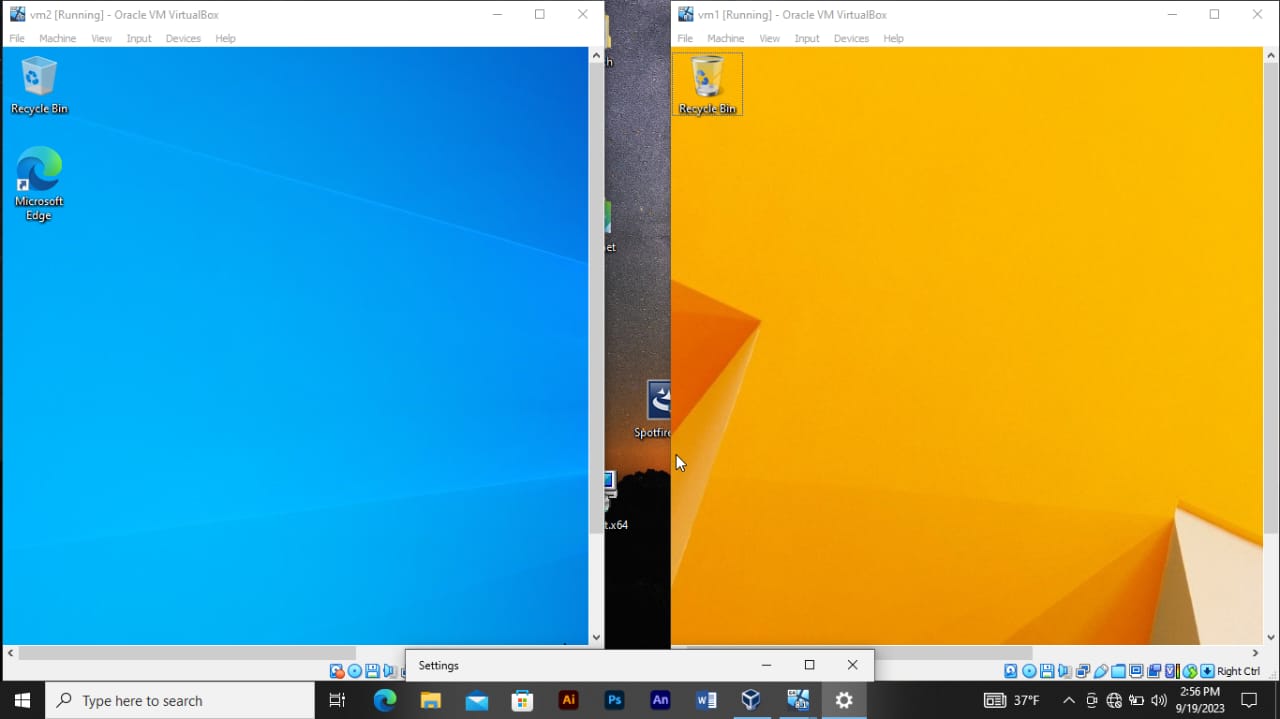 vm2 [Running] - Oracle VM VirtualBox
File Machine View Input Devices Help
Recycle Bin
Microsoft
Edge
h
et
Spotfire
t.x64
vm1 [Running] - Oracle VM VirtualBox
File Machine View Input Devices Help
Recycle Bin
Right Ctrl
Settings
Type here to search
Ai
Ps
An
37°F
2:56 PM
9/19/2023